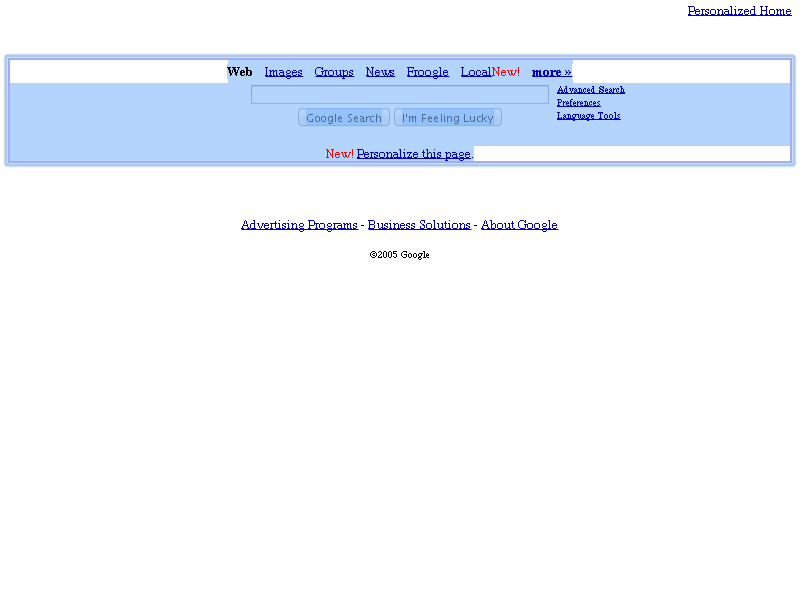 Personalized Home
Web Images Groups News Froogle LocalNew! more »
Advanced Search
Preferences
Language Tools
Google Search I'm Feeling Lucky
New! Personalize this page.
Advertising Programs - Business Solutions - About Google
©2005 Google